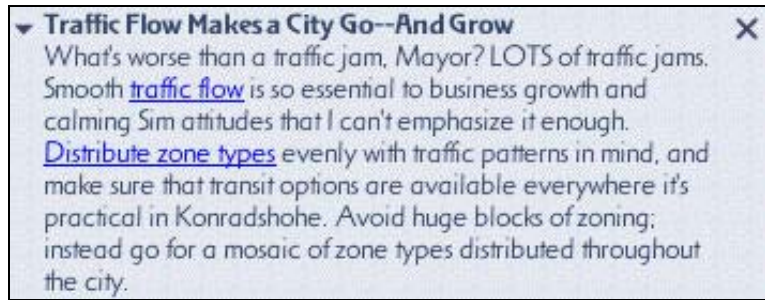 Traffic Flow Makes a City Go--And Grow
What's worse than a traffic jam, Mayor? LOTS of traffic jams.
Smooth traffic flow is so essential to business growth and
calming Sim attitudes that I can't emphasize it enough.
Distribute zone types evenly with traffic patterns in mind, and
make sure that transit options are available everywhere it's
practical in Konradshohe. Avoid huge blocks of zoning;
instead go for a mosaic of zone types distributed throughout
the city.